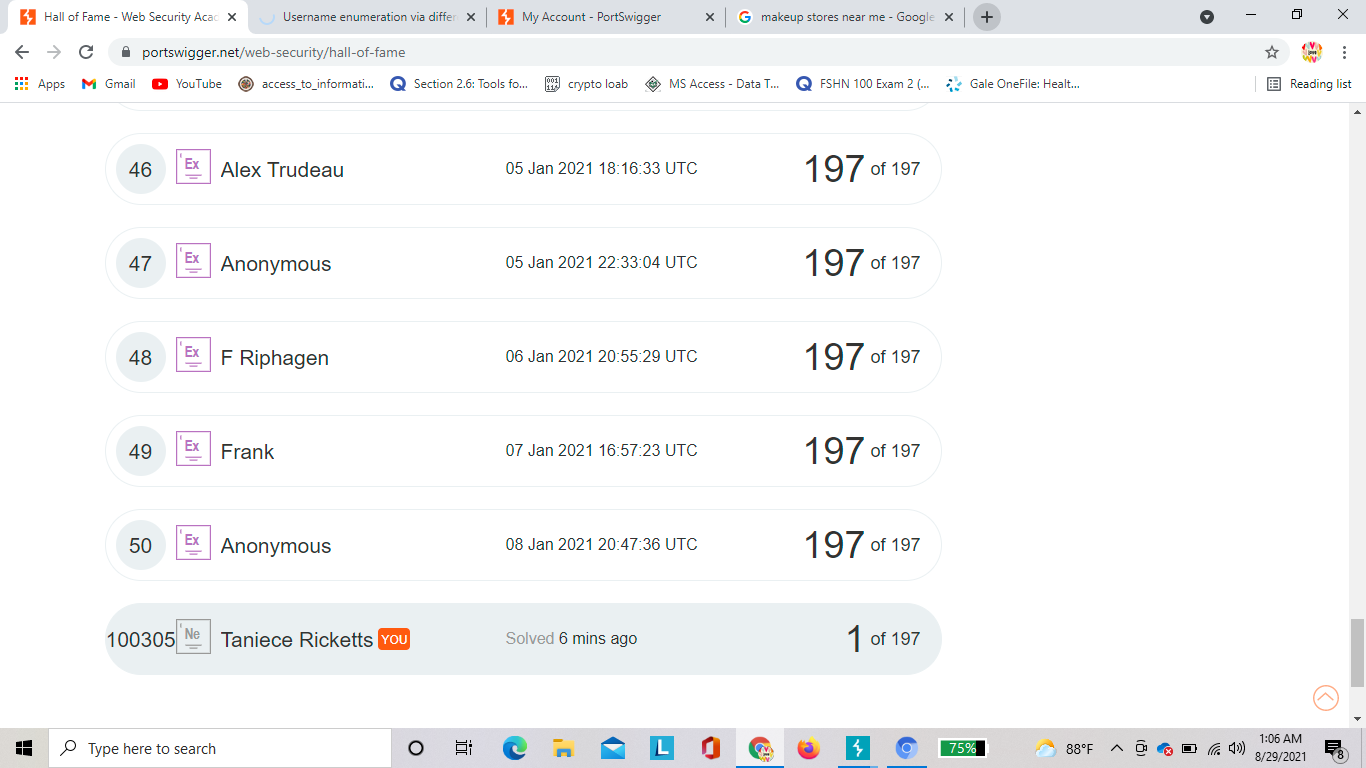 Hall of Fame - Web Security Aca
Username enumeration via differ
My Account - PortSwigger
makeup stores near me - Google
portswigger.net/web-security/hall-of-fame
Apps
Gmail
YouTube
access_to_informati...
Section 2.6: Tools fo...
crypto loab
MS Access - Data T...
FSHN 100 Exam 2 (...
Gale OneFile: Healt...
Reading list
46 Ex Alex Trudeau 05 Jan 2021 18:16:33 UTC 197 of 197
47 Ex Anonymous 05 Jan 2021 22:33:04 UTC 197 of 197
48 Ex F Riphagen 06 Jan 2021 20:55:29 UTC 197 of 197
49 Ex Frank 07 Jan 2021 16:57:23 UTC 197 of 197
50 Ex Anonymous 08 Jan 2021 20:47:36 UTC 197 of 197
100305 Ne Taniece Ricketts YOU Solved 6 mins ago 1 of 197
Type here to search
75%
88°F
1:06 AM
8/29/2021
8